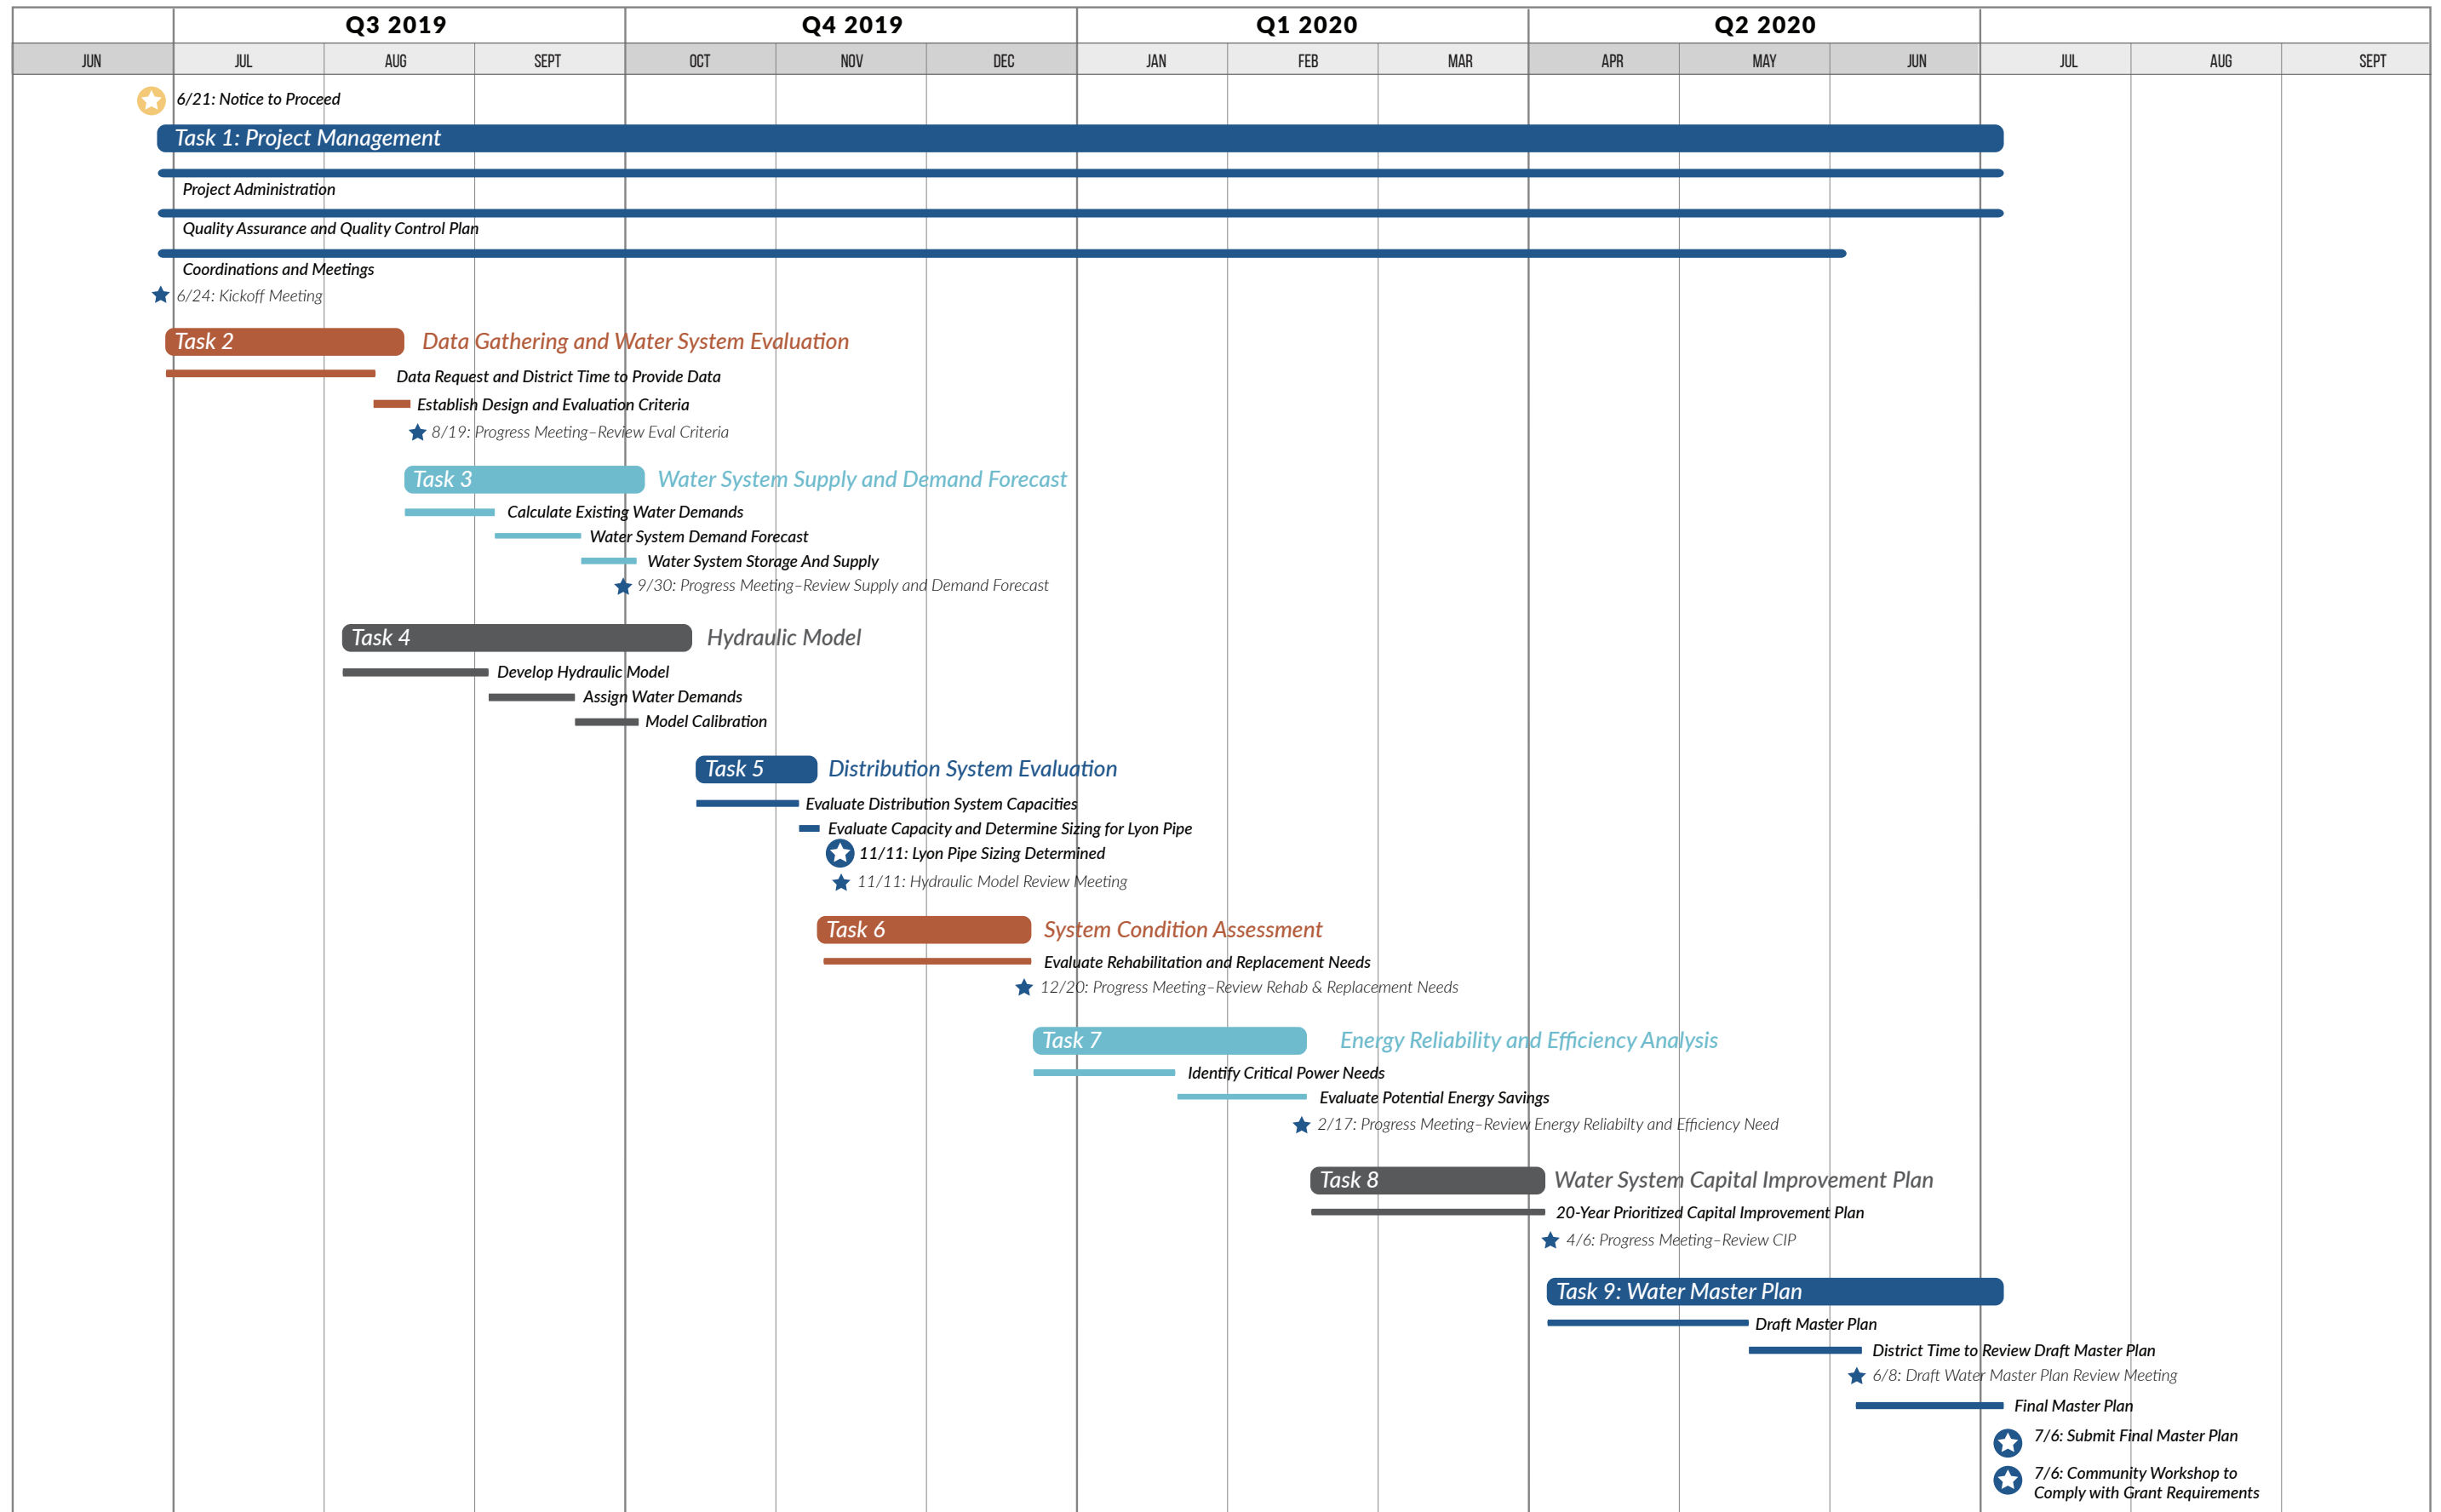 Q3 2019 Q4 2019 Q1 2020 Q2 2020
JUN JUL AUG SEPT OCT NOV DEC JAN FEB MAR APR MAY JUN JUL AUG SEPT
6/21: Notice to Proceed
Task 1: Project Management
Project Administration
Quality Assurance and Quality Control Plan
Coordinations and Meetings
6/24: Kickoff Meeting
Task 2 Data Gathering and Water System Evaluation
Data Request and District Time to Provide Data
Establish Design and Evaluation Criteria
8/19: Progress Meeting–Review Eval Criteria
Task 3 Water System Supply and Demand Forecast
Calculate Existing Water Demands
Water System Demand Forecast
Water System Storage And Supply
9/30: Progress Meeting–Review Supply and Demand Forecast
Task 4 Hydraulic Model
Develop Hydraulic Model
Assign Water Demands
Model Calibration
Task 5 Distribution System Evaluation
Evaluate Distribution System Capacities
Evaluate Capacity and Determine Sizing for Lyon Pipe
11/11: Lyon Pipe Sizing Determined
11/11: Hydraulic Model Review Meeting
Task 6 System Condition Assessment
Evaluate Rehabilitation and Replacement Needs
12/20: Progress Meeting–Review Rehab & Replacement Needs
Task 7 Energy Reliability and Efficiency Analysis
Identify Critical Power Needs
Evaluate Potential Energy Savings
2/17: Progress Meeting–Review Energy Reliabilty and Efficiency Need
Task 8 Water System Capital Improvement Plan
20-Year Prioritized Capital Improvement Plan
4/6: Progress Meeting–Review CIP
Task 9: Water Master Plan
Draft Master Plan
District Time to Review Draft Master Plan
6/8: Draft Water Master Plan Review Meeting
Final Master Plan
7/6: Submit Final Master Plan
7/6: Community Workshop to
Comply with Grant Requirements